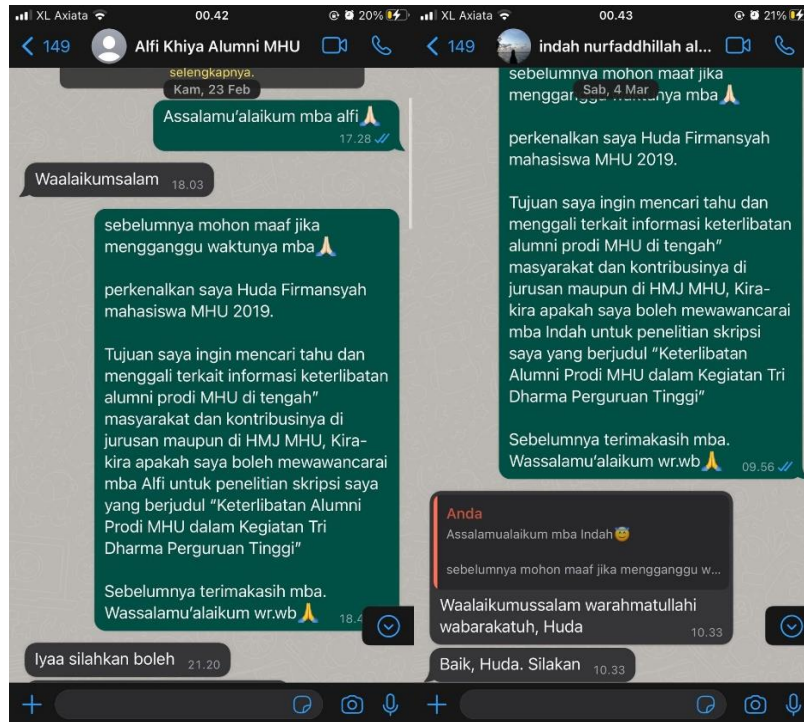 XL Axiata
00.42
20%
149
Alfi Khiya Alumni MHU
selengkapnya.
Kam, 23 Feb
Assalamu'alaikum mba alfi🙏🏻
17.28
Waalaikumsalam
18.03
sebelumnya mohon maaf jika
mengganggu waktunya mba🙏🏻
perkenalkan saya Huda Firmansyah
mahasiswa MHU 2019.
Tujuan saya ingin mencari tahu dan
menggali terkait informasi keterlibatan
alumni prodi MHU di tengah"
masyarakat dan kontribusinya di
jurusan maupun di HMJ MHU, Kira-
kira apakah saya boleh mewawancarai
mba Alfi untuk penelitian skripsi saya
yang berjudul "Keterlibatan Alumni
Prodi MHU dalam Kegiatan Tri
Dharma Perguruan Tinggi"
Sebelumnya terimakasih mba.
Wassalamu'alaikum wr.wb🙏
Iyaa silahkan boleh
21.20
XL Axiata
00.43
21%
149
indah nurfaddhillah al...
sebelumnya mohon maaf jika
Sab, 4 Mar
mba🙏🏻
perkenalkan saya Huda Firmansyah
mahasiswa MHU 2019.
Tujuan saya ingin mencari tahu dan
menggali terkait informasi keterlibatan
alumni prodi MHU di tengah"
masyarakat dan kontribusinya di
jurusan maupun di HMJ MHU, Kira-
kira apakah saya boleh mewawancarai
mba Indah untuk penelitian skripsi
saya yang berjudul "Keterlibatan
Alumni Prodi MHU dalam Kegiatan Tri
Dharma Perguruan Tinggi"
Sebelumnya terimakasih mba.
Wassalamu'alaikum wr.wb🙏
09.56
Anda
Assalamualaikum mba Indah😇
sebelumnya mohon maaf jika mengganggu w...
Waalaikumussalam warahmatullahi
wabarakatuh, Huda
10.33
Baik, Huda. Silakan
10.33